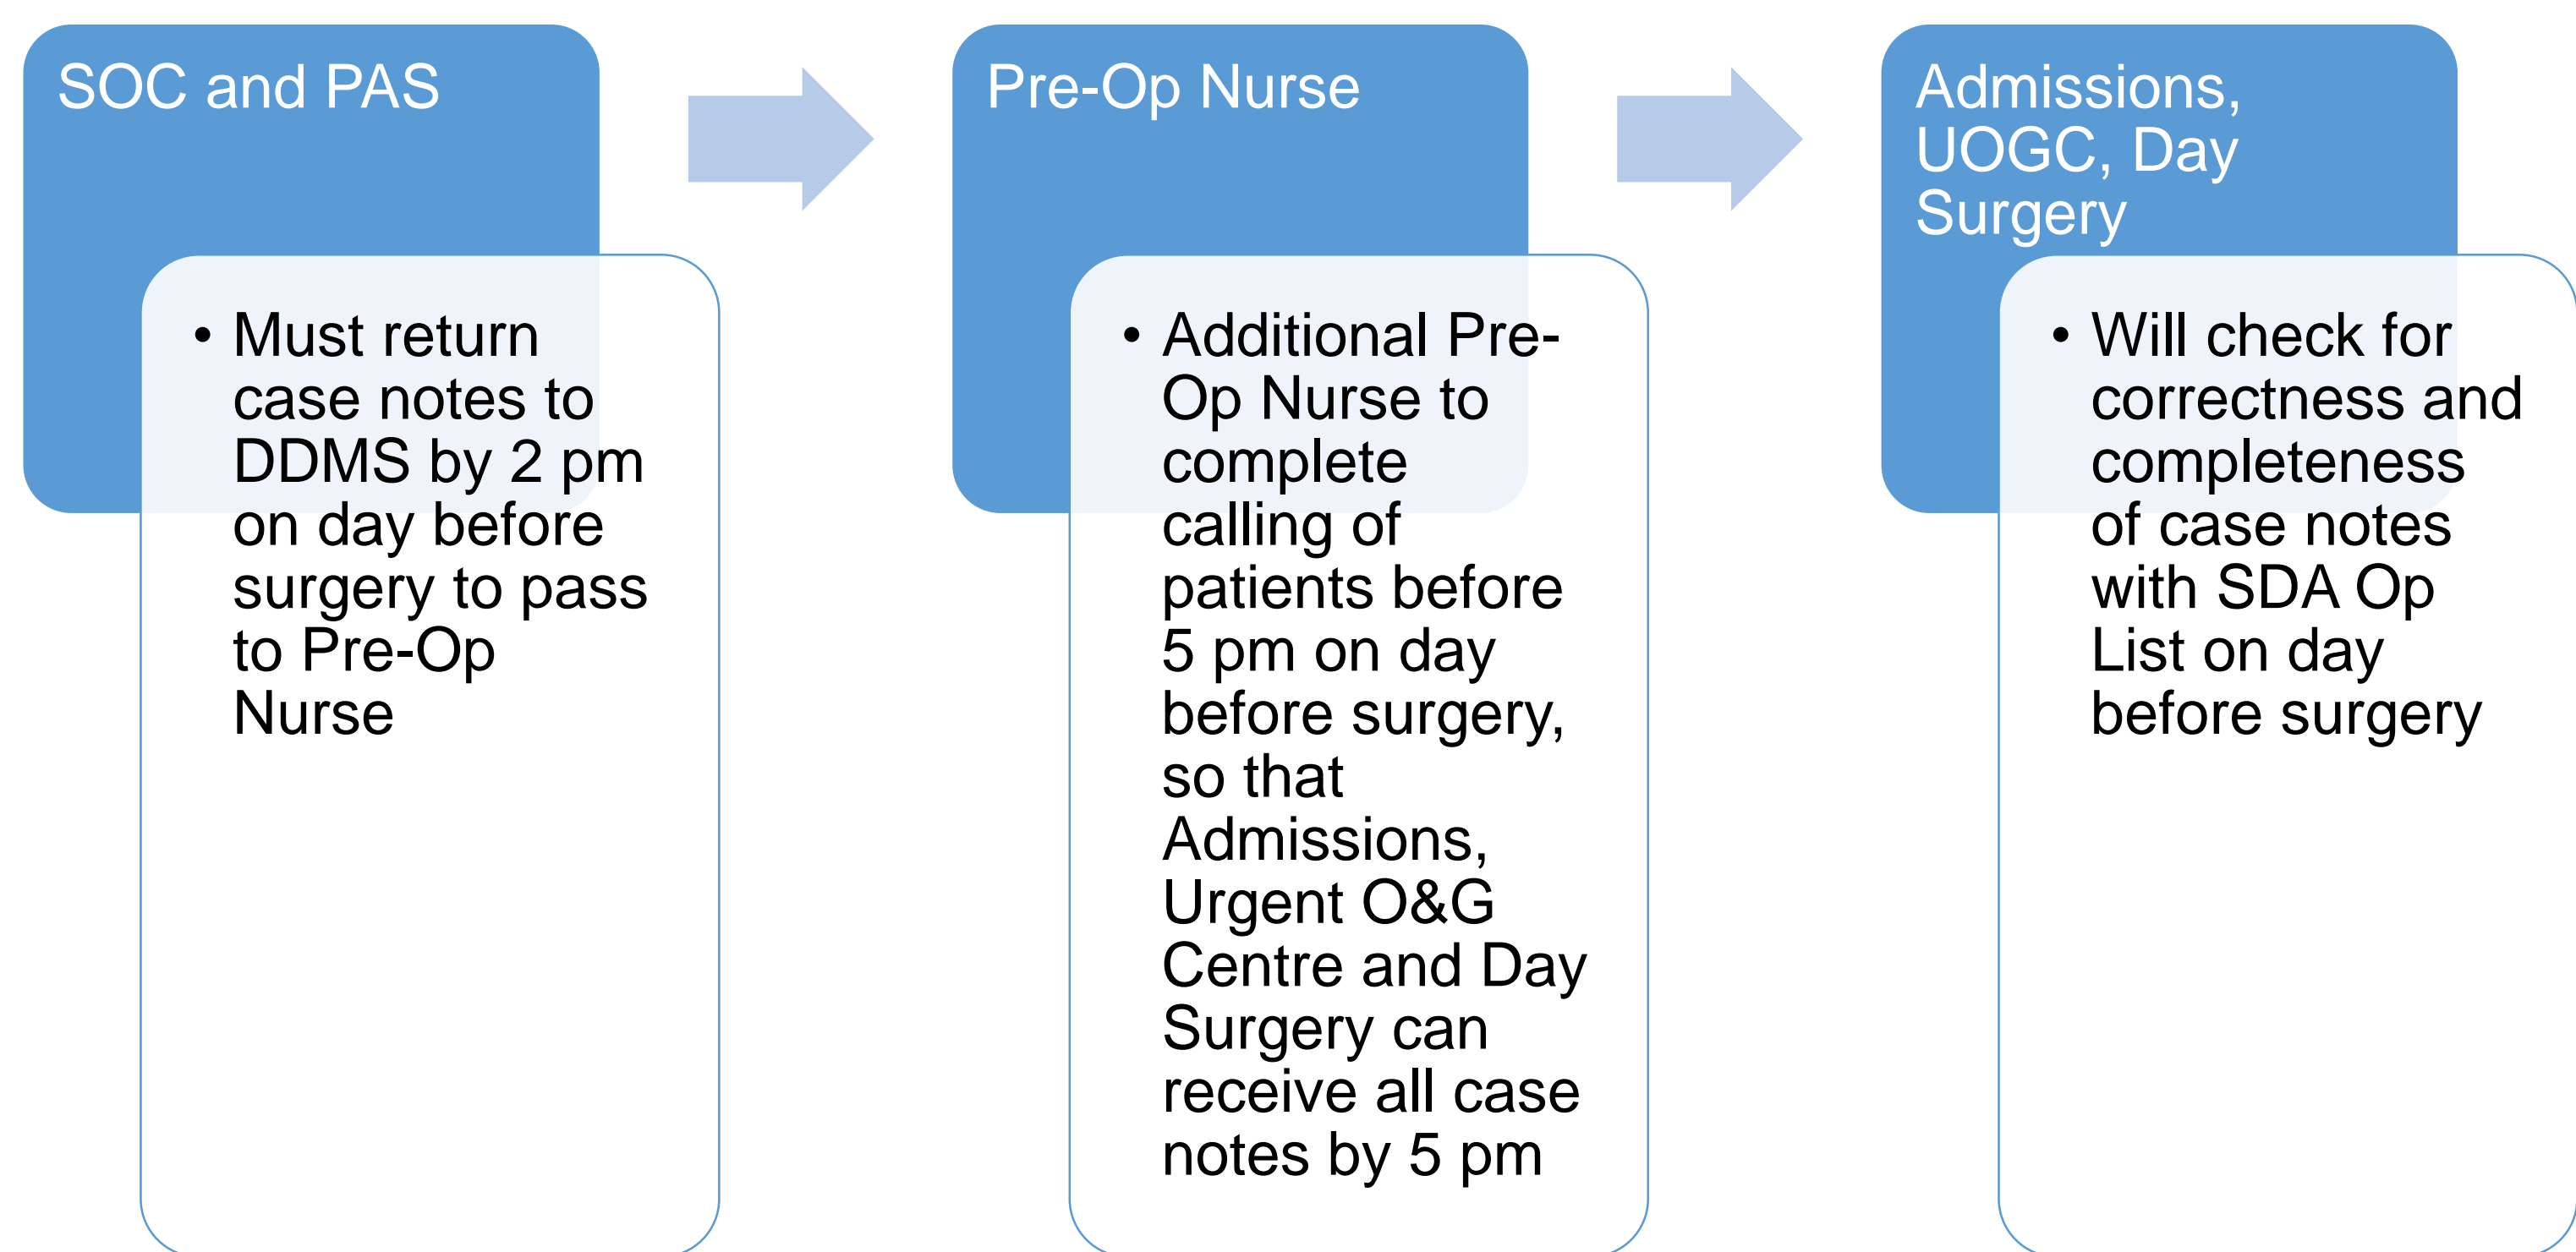 SOC and PAS
• Must return
case notes to
DDMS by 2 pm
on day before
surgery to pass
to Pre-Op
Nurse
Pre-Op Nurse
• Additional Pre-
Op Nurse to
complete
calling of
patients before
5 pm on day
before surgery,
so that
Admissions,
Urgent O&G
Centre and Day
Surgery can
receive all case
notes by 5 pm
Admissions,
UOGC, Day
Surgery
• Will check for
correctness and
completeness
of case notes
with SDA Op
List on day
before surgery